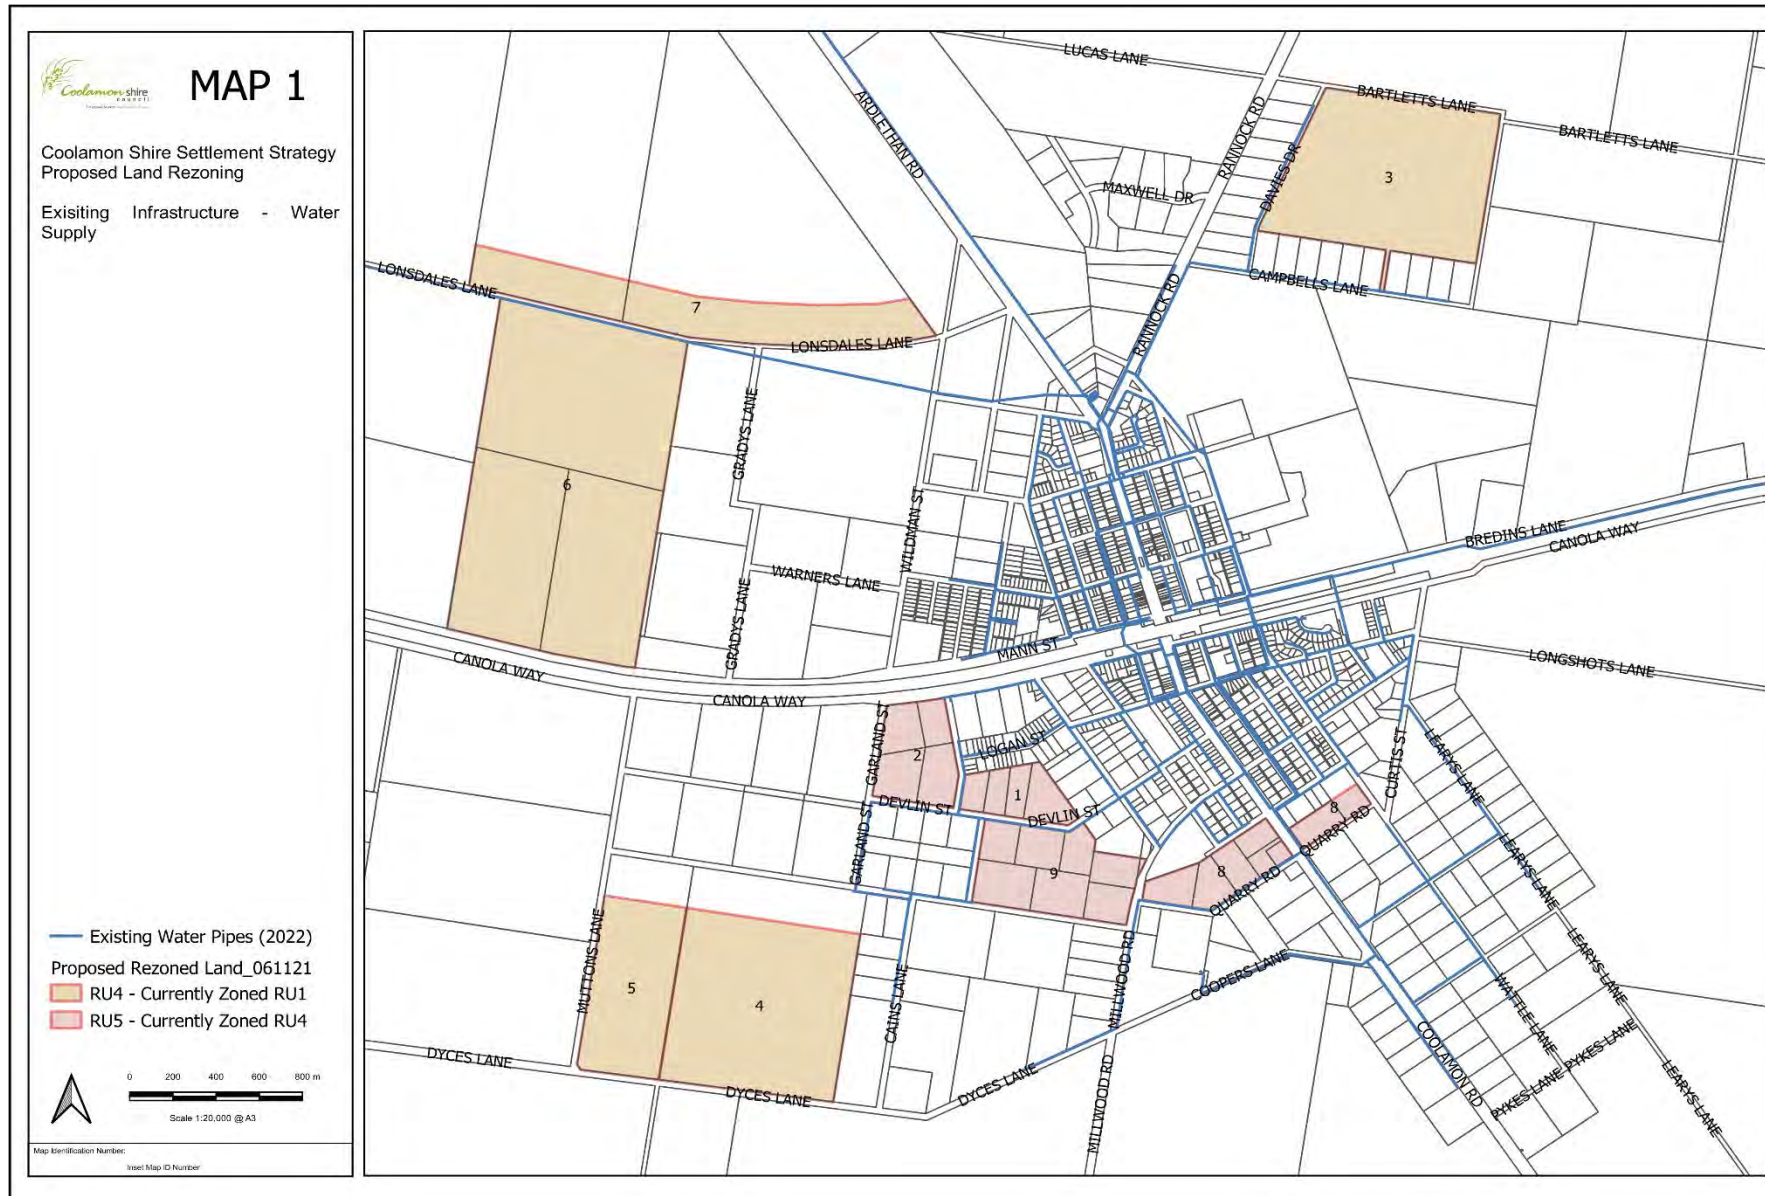 Coolamon shire
council
MAP 1
Coolamon Shire Settlement Strategy
Proposed Land Rezoning
Exisiting Infrastructure - Water
Supply
Existing Water Pipes (2022)
Proposed Rezoned Land_061121
RU4 - Currently Zoned RU1
RU5 - Currently Zoned RU4
0 200 400 600 800 m
Scale 1:20,000 @ A3
Map Identification Number:
Inset Map ID Number
LUCAS LANE
BARTLETTS LANE
BARTLETTS LANE
ARDLETHAN RD
RANNOCK RD
DAVIES DR
3
MAXWELL DR
CAMPBELLS LANE
RANNOCK RD
LONSDALES LANE
7
LONSDALES LANE
GRADYS LANE
6
WILDMAN ST
BREDINS LANE
CANOLA WAY
WARNERS LANE
GRADYS LANE
MANN ST
CANOLA WAY
CANOLA WAY
LONGSHOTS LANE
GARLAND ST
2
LOGAN ST
CURTIS ST
LEARYS LANE
1
DEVLIN ST
DEVLIN ST
8
QUARRY RD
GARLAND ST
9
8
QUARRY RD
LEARYS LANE
MUTTONS LANE
5
4
CAINS LANE
MILLWOOD RD
COOPERS LANE
LEARYS LANE
WATTLE LANE
COOLAMON RD
PYKES LANE
PYKES LANE
LEARYS LANE
DYCES LANE
DYCES LANE
DYCES LANE
MILLWOOD RD